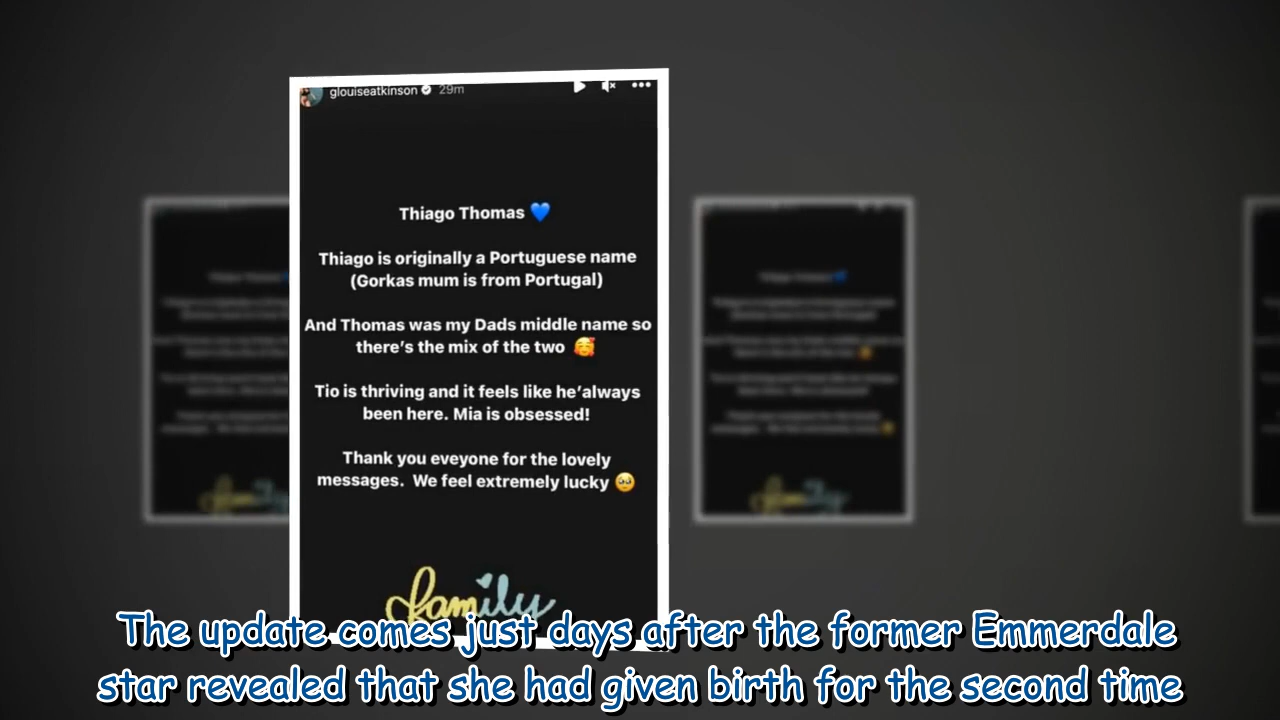 glouiseatkinson 29m
Thiago Thomas 💙
Thiago is originally a Portuguese name
(Gorkas mum is from Portugal)
And Thomas was my Dads middle name so
there's the mix of the two 🥰
Tio is thriving and it feels like he'always
been here. Mia is obsessed!
Thank you eveyone for the lovely
messages. We feel extremely lucky 🥹
family
The update comes just days after the former Emmerdale
star revealed that she had given birth for the second time